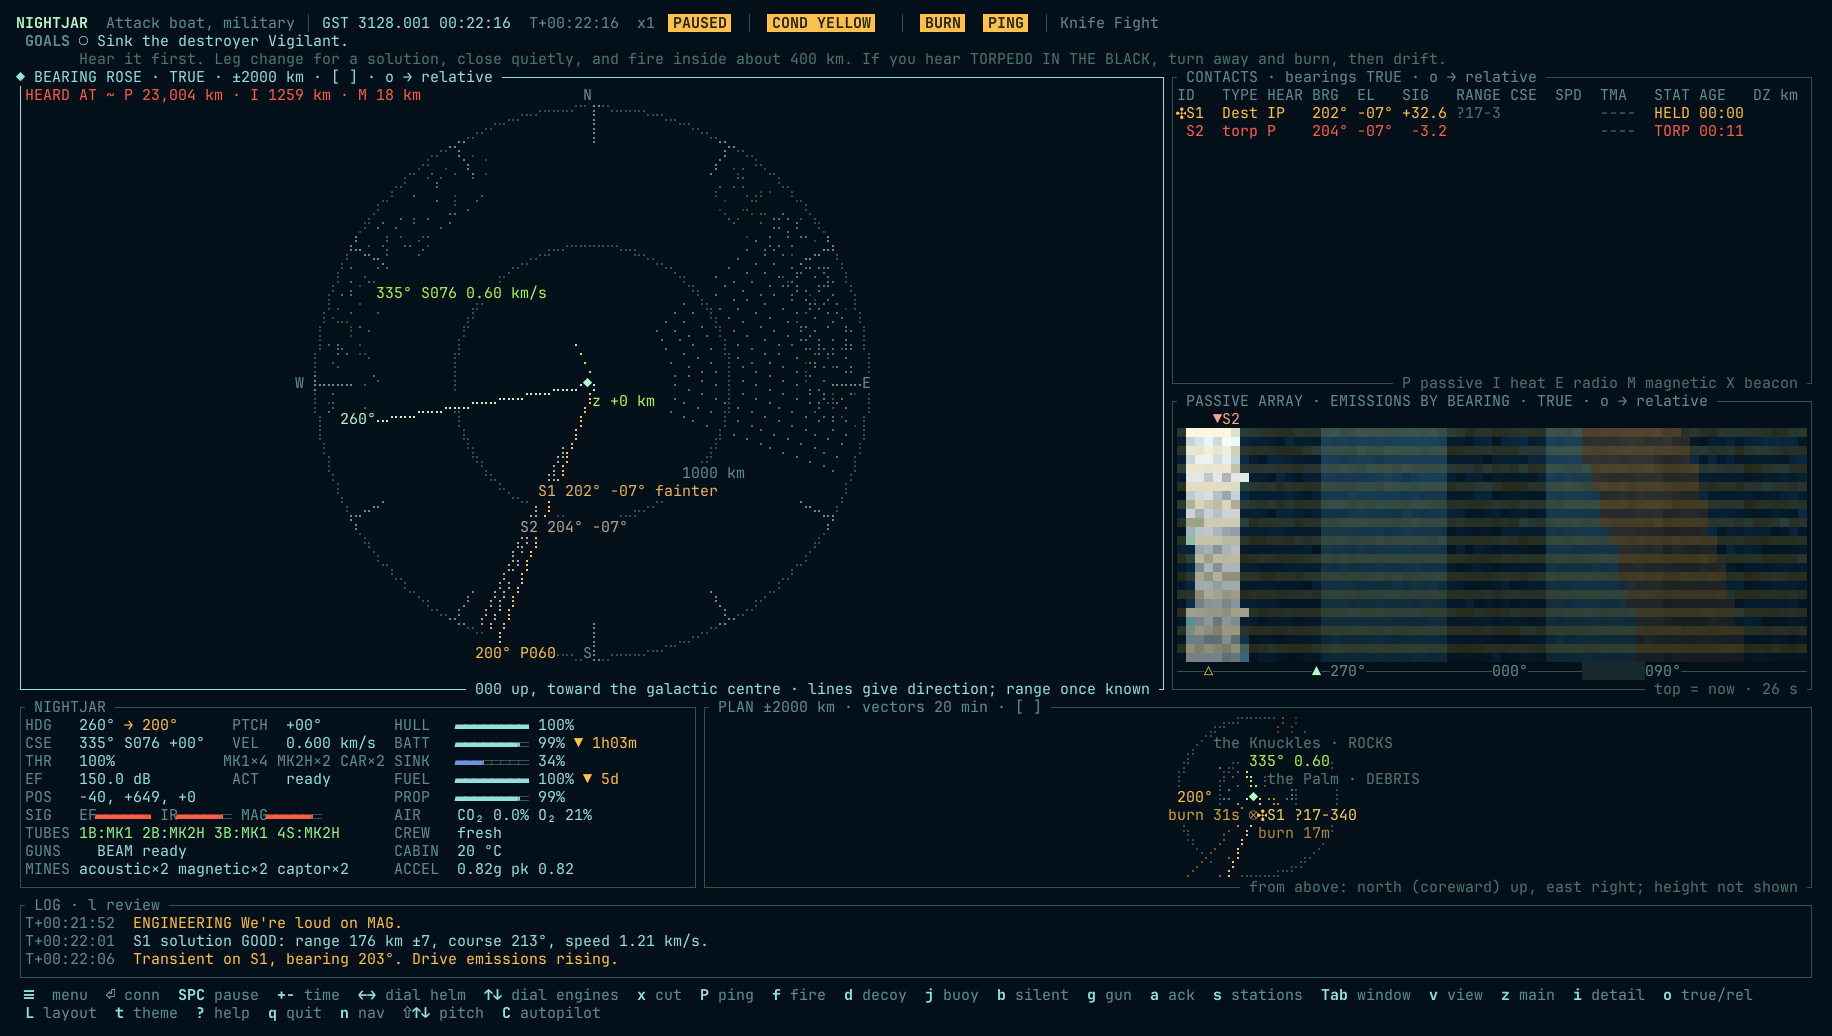 NIGHTJAR Attack boat, military GST 3128.001 00:22:16 T+00:22:16 x1 PAUSED COND YELLOW BURN PING Knife Fight
GOALS ○ Sink the destroyer Vigilant.
Hear it first. Leg change for a solution, close quietly, and fire inside about 400 km. If you hear TORPEDO IN THE BLACK, turn away and burn, then drift.
◆ BEARING ROSE · TRUE · ±2000 km · [ ] · o → relative
HEARD AT ~ P 23,004 km · I 1259 km · M 18 km
N
335° S076 0.60 km/s
W
E
z +0 km
260°
1000 km
S1 202° -07° fainter
S2 204° -07°
200° P060
S
000 up, toward the galactic centre · lines give direction; range once known
CONTACTS · bearings TRUE · o → relative
ID TYPE HEAR BRG EL SIG RANGE CSE SPD TMA STAT AGE DZ km
✣S1 Dest IP 202° -07° +32.6 ?17-3 ---- HELD 00:00
S2 torp P 204° -07° -3.2 ---- TORP 00:11
P passive I heat E radio M magnetic X beacon
PASSIVE ARRAY · EMISSIONS BY BEARING · TRUE · o → relative
▼S2
△ ▲ 270° 000° 090°
top = now · 26 s
NIGHTJAR
HDG 260° → 200° PTCH +00° HULL 100%
CSE 335° S076 +00° VEL 0.600 km/s BATT 99% ▼ 1h03m
THR 100% MK1×4 MK2H×2 CAR×2 SINK 34%
EF 150.0 dB ACT ready FUEL 100% ▼ 5d
POS -40, +649, +0 PROP 99%
SIG EF IR MAG AIR CO₂ 0.0% O₂ 21%
TUBES 1B:MK1 2B:MK2H 3B:MK1 4S:MK2H CREW fresh
GUNS BEAM ready CABIN 20 °C
MINES acoustic×2 magnetic×2 captor×2 ACCEL 0.82g pk 0.82
PLAN ±2000 km · vectors 20 min · [ ]
the Knuckles · ROCKS
335° 0.60
the Palm · DEBRIS
200°
burn 31s ⊗✣S1 ?17-340
burn 17m
from above: north (coreward) up, east right; height not shown
LOG · l review
T+00:21:52 ENGINEERING We're loud on MAG.
T+00:22:01 S1 solution GOOD: range 176 km ±7, course 213°, speed 1.21 km/s.
T+00:22:06 Transient on S1, bearing 203°. Drive emissions rising.
≡ menu ⏎ conn SPC pause +- time ←→ dial helm ↑↓ dial engines x cut P ping f fire d decoy j buoy b silent g gun a ack s stations Tab window v view z main i detail o true/rel
L layout t theme ? help q quit n nav ⇧↑↓ pitch C autopilot